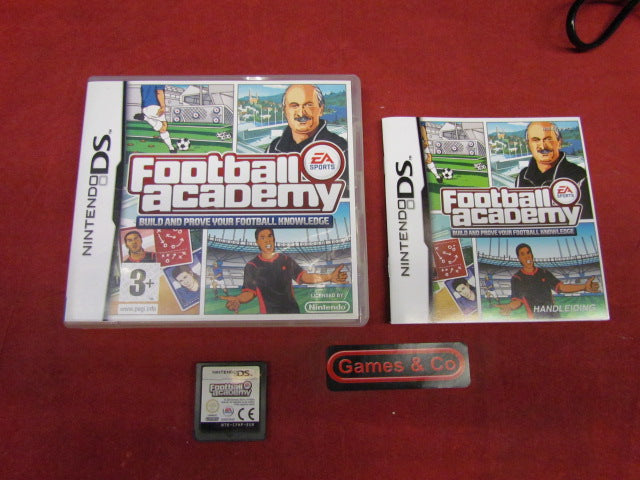 NINTENDO DS
Football
academy
EA
SPORTS
BUILD AND PROVE YOUR FOOTBALL KNOWLEDGE
3+
www.pegi.info
LICENSED BY
Nintendo
NINTENDO DS
Football
academy
EA
SPORTS
BUILD AND PROVE YOUR FOOTBALL KNOWLEDGE
HANDLEIDING
NINTENDO DS
Football
academy
EA
CE
Games & Co